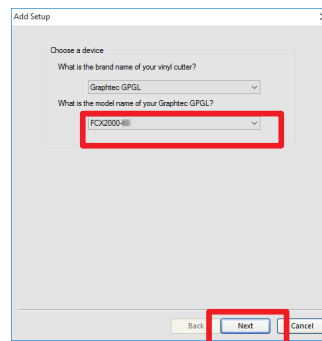 Add Setup
Choose a device
What is the brand name of your vinyl cutter?
Graphtec GPGL
What is the model name of your Graphtec GPGL?
FCX2000-
Back
Next
Cancel